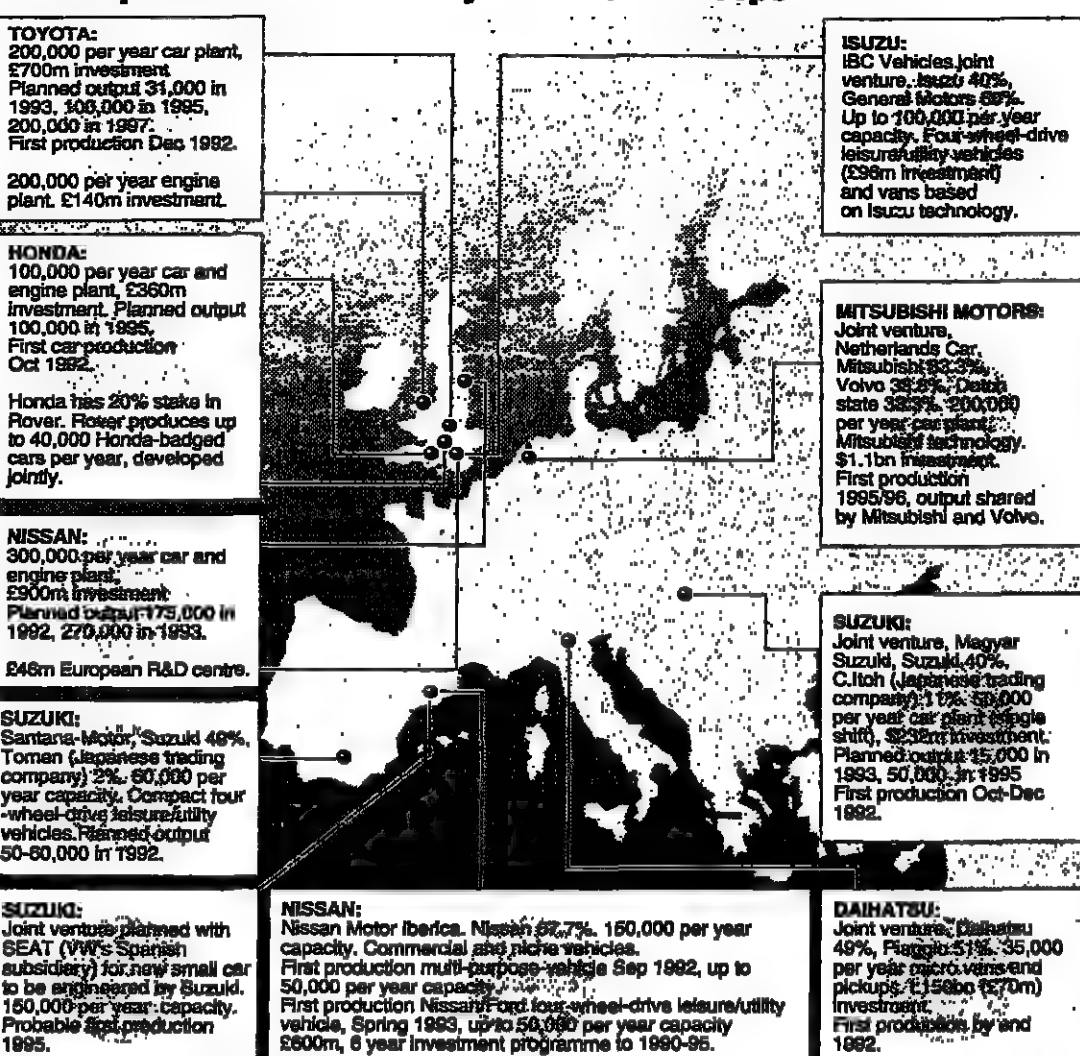 TOYOTA:
200,000 per year car plant,
£700m investment
Planned output 31,000 in
1993, 100,000 in 1995,
200,000 in 1997.
First production Dec 1992.
200,000 per year engine
plant. £140m investment.
HONDA:
100,000 per year car and
engine plant, £360m
investment. Planned output
100,000 in 1995.
First car production
Oct 1992.
Honda has 20% stake in
Rover. Rover produces up
to 40,000 Honda-badged
cars per year, developed
jointly.
NISSAN:
300,000 per year car and
engine plant,
£900m investment
Planned output 175,000 in
1992, 270,000 in 1993.
£46m European R&D centre.
SUZUKI:
Santana-Motor, Suzuki 49%,
Tomen (Japanese trading
company) 2%. 60,000 per
year capacity. Compact four
-wheel-drive leisure/utility
vehicles. Planned output
50-60,000 in 1992.
SUZUKI:
Joint venture planned with
SEAT (VW's Spanish
subsidiary) for new small car
to be engineered by Suzuki.
150,000 per year capacity.
Probable first production
1995.
NISSAN:
Nissan Motor Iberica. Nissan 67.7%. 150,000 per year
capacity. Commercial and niche vehicles.
First production multi-purpose-vehicle Sep 1992, up to
50,000 per year capacity.
First production Nissan/Ford four-wheel-drive leisure/utility
vehicle, Spring 1993, up to 50,000 per year capacity
£600m, 6 year investment programme to 1990-95.
ISUZU:
IBC Vehicles joint
venture, Isuzu 40%,
General Motors
Up to 100,000 per year
capacity. Four-wheel-drive
leisure/utility vehicles
(£96m investment)
and vans based
on Isuzu technology.
MITSUBISHI MOTORS:
Joint venture,
Netherlands Car,
Mitsubishi 33.3%,
Volvo Dutch
state 33.3%. 200,000
per year car plant.
Mitsubishi technology.
$1.1bn investment.
First production
1995/96, output shared
by Mitsubishi and Volvo.
SUZUKI:
Joint venture, Magyar
Suzuki, Suzuki 40%,
C.Itoh (Japanese trading
company) 11%. 50,000
per year car plant (single
shift), $232m investment.
Planned output 15,000 in
1993, 50,000 in 1995
First production Oct-Dec
1992.
DAIHATSU:
Joint venture, Daihatsu
49%, Piaggio 51%. 35,000
per year micro vans and
pickups. (£70m)
investment.
First production by end
1992.